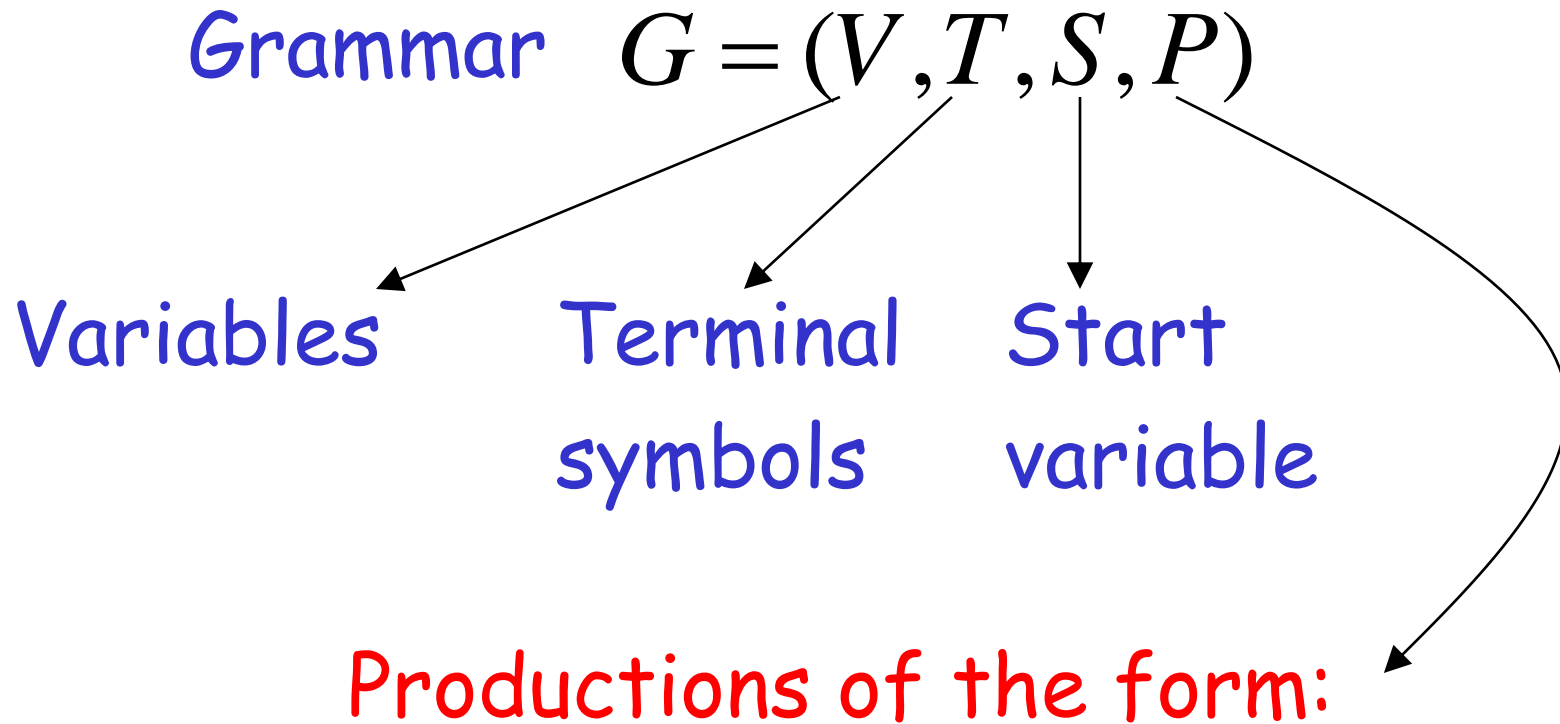 Grammar G = (V, T, S, P)
Variables Terminal Start
symbols variable
Productions of the form: